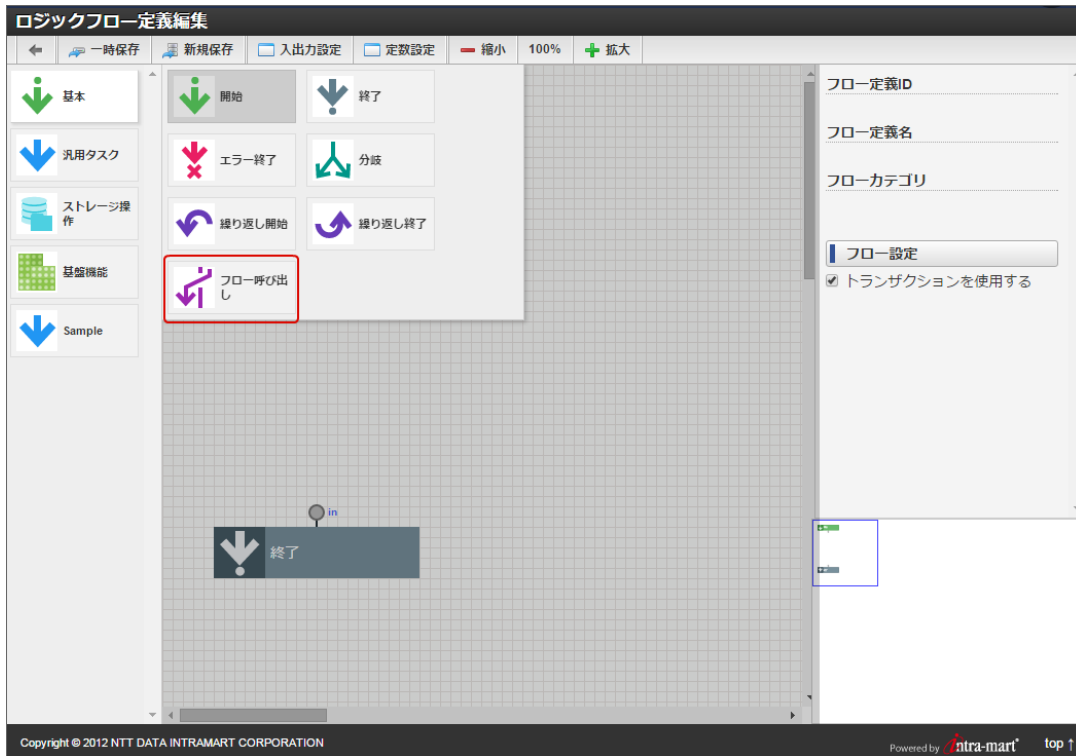 ロジックフロー定義編集
一時保存
新規保存
入出力設定
定数設定
縮小
100%
拡大
基本
汎用タスク
ストレージ操
作
基盤機能
Sample
開始
終了
エラー終了
分岐
繰り返し開始
繰り返し終了
フロー呼び出
し
in
終了
フロー定義ID
フロー定義名
フローカテゴリ
フロー設定
トランザクションを使用する
Copyright © 2012 NTT DATA INTRAMART CORPORATION
Powered by intra-mart
top ↑